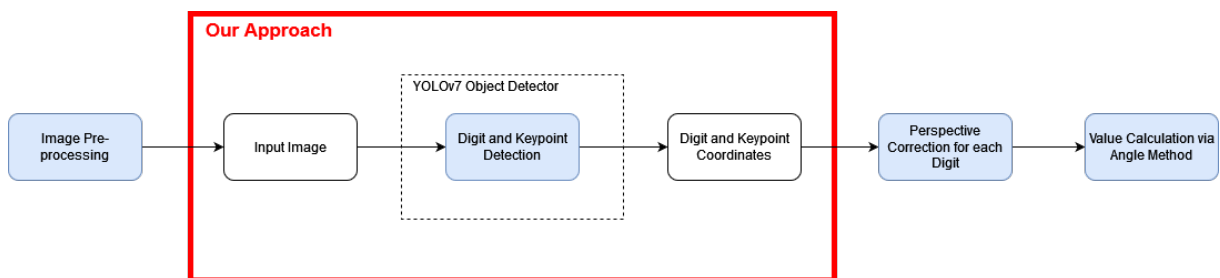 Our Approach
YOLOv7 Object Detector
Image Pre-
processing
Input Image
Digit and Keypoint
Detection
Digit and Keypoint
Coordinates
Perspective
Correction for each
Digit
Value Calculation via
Angle Method